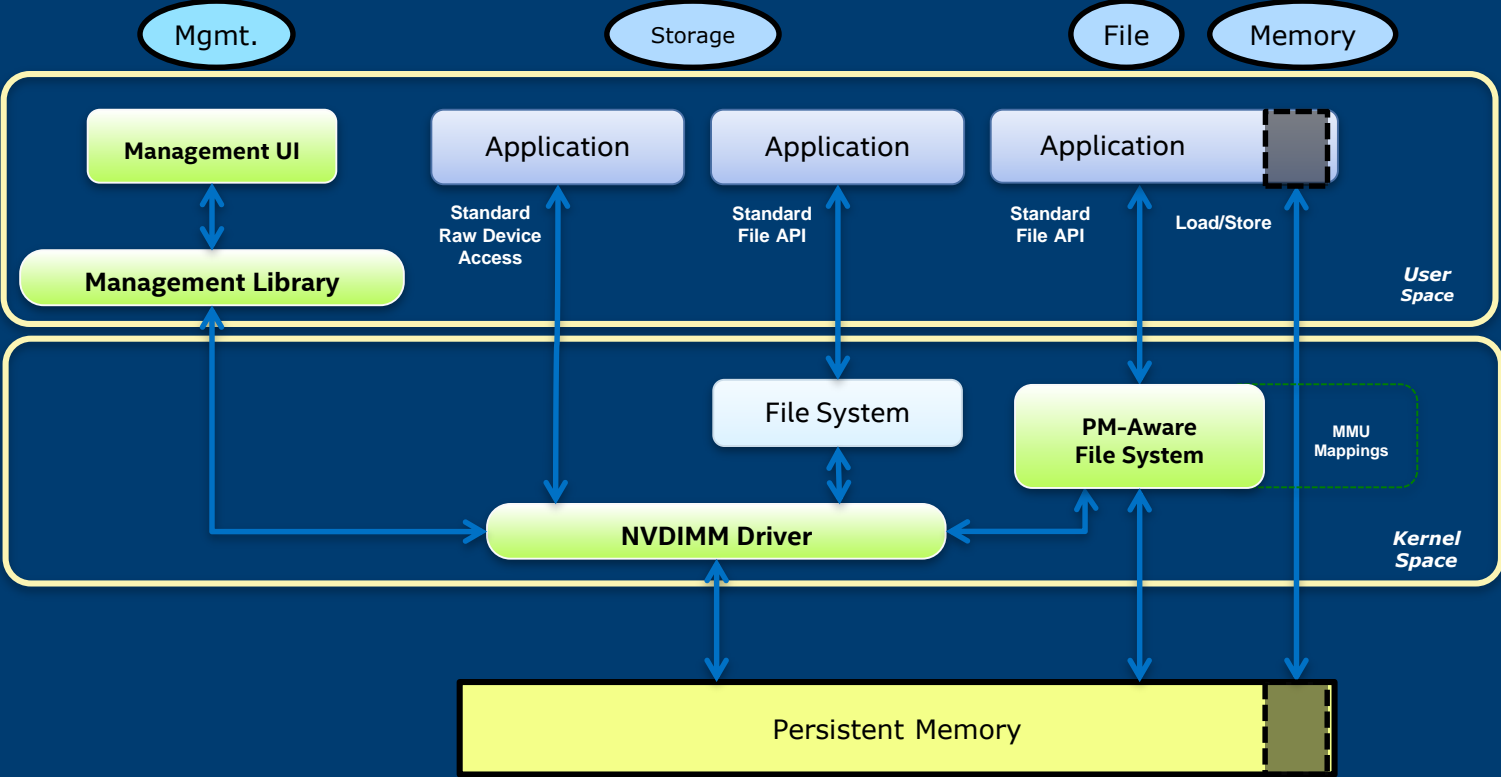 Mgmt.
Storage
File
Memory
Management UI
Application
Application
Application
Standard
Raw Device
Access
Standard
File API
Standard
File API
Load/Store
Management Library
User
Space
File System
PM-Aware
File System
MMU
Mappings
NVDIMM Driver
Kernel
Space
Persistent Memory